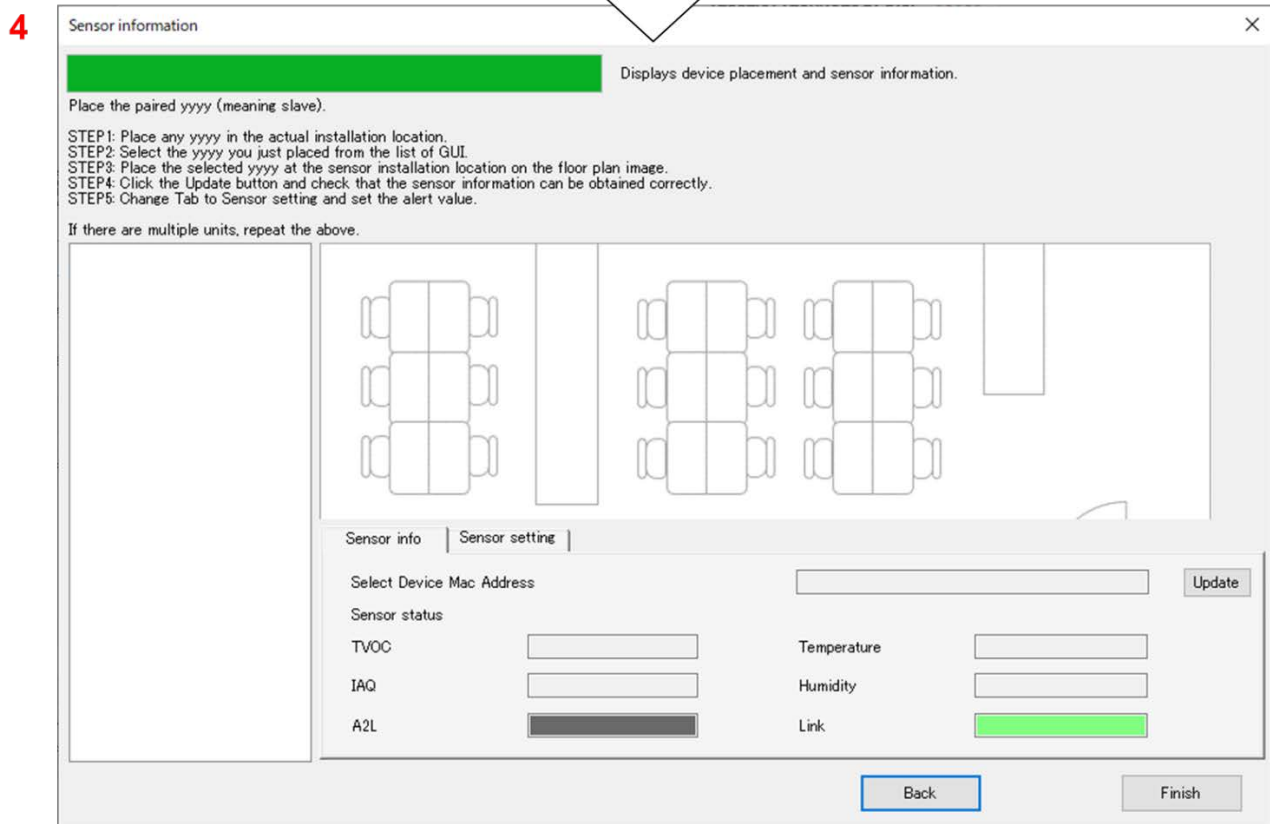 4
Sensor information
Displays device placement and sensor information.
Place the paired yyyy (meaning slave).
STEP1: Place any yyyy in the actual installation location.
STEP2: Select the yyyy you just placed from the list of GUI.
STEP3: Place the selected yyyy at the sensor installation location on the floor plan image.
STEP4: Click the Update button and check that the sensor information can be obtained correctly.
STEP5: Change Tab to Sensor setting and set the alert value.
If there are multiple units, repeat the above.
Sensor info Sensor setting
Select Device Mac Address Update
Sensor status
TVOC Temperature
IAQ Humidity
A2L Link
Back Finish